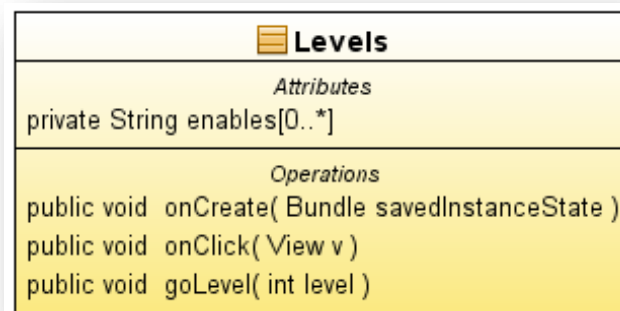 Levels
Attributes
private String enables[0..*]
Operations
public void onCreate( Bundle savedInstanceState )
public void onClick( View v )
public void goLevel( int level )